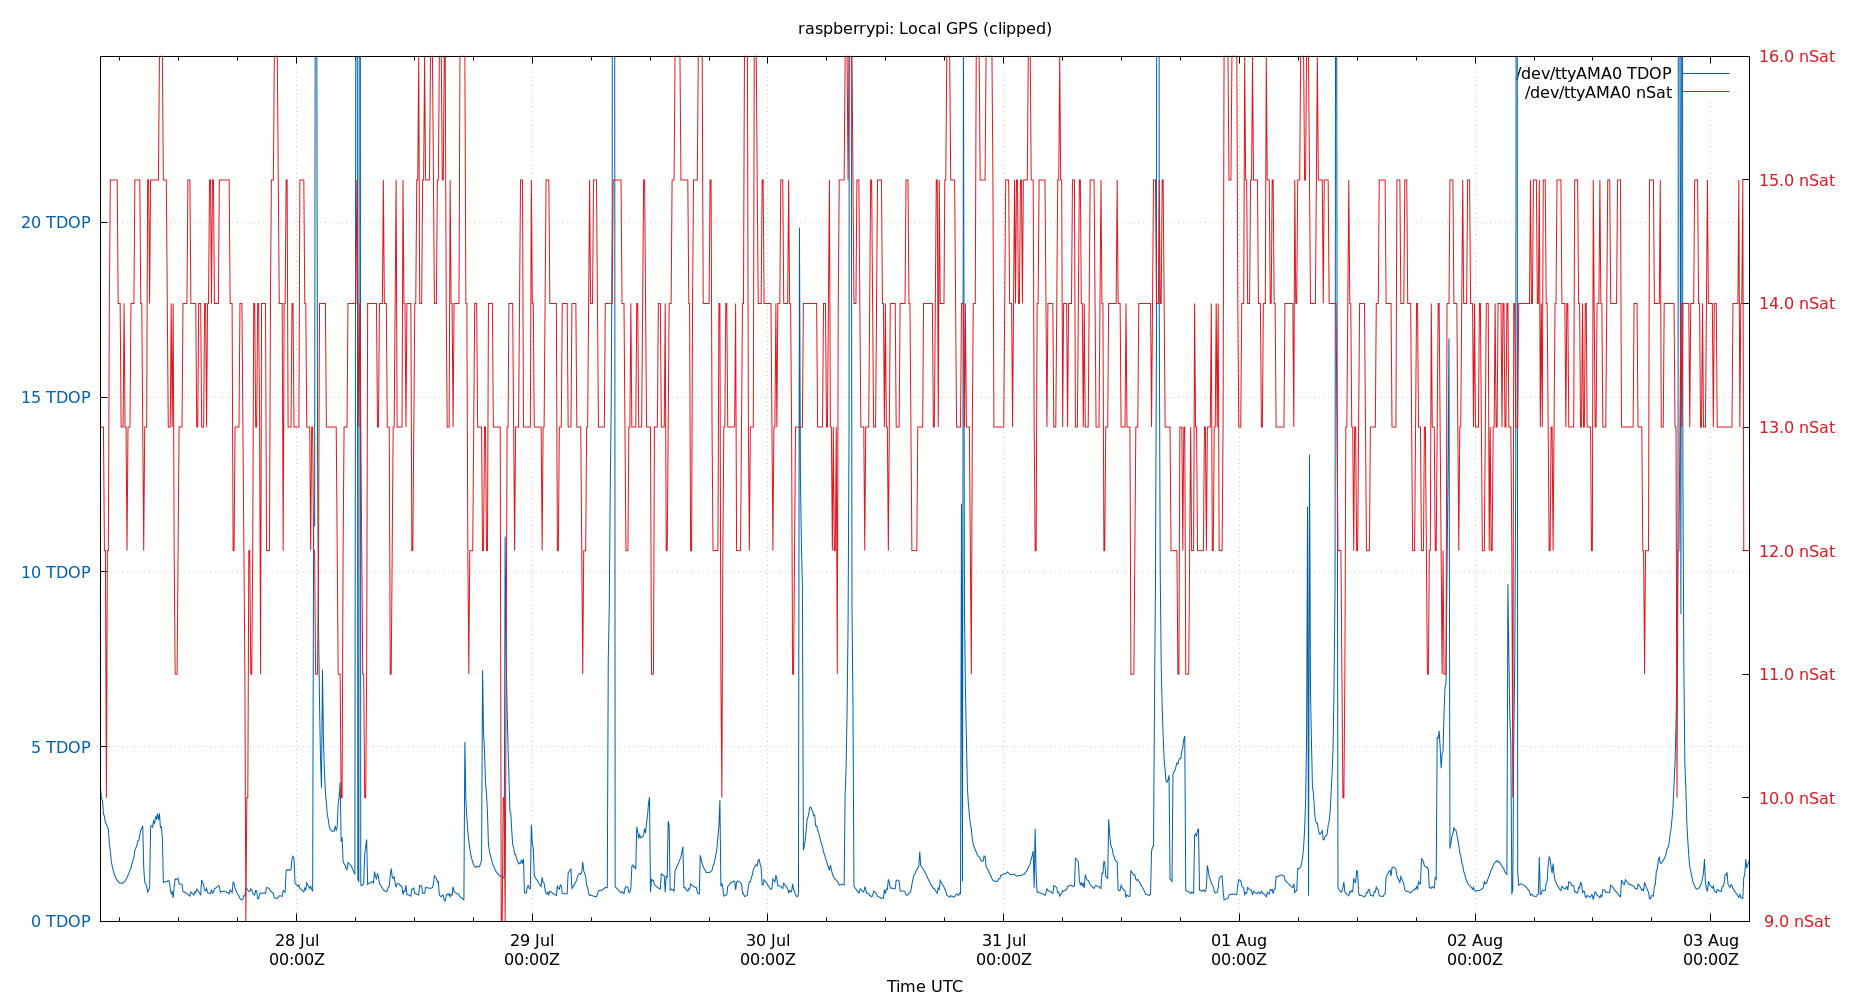 raspberrypi: Local GPS (clipped)
16.0 nSat
/dev/ttyAMA0 TDOP
/dev/ttyAMA0 nSat
15.0 nSat
20 TDOP
14.0 nSat
15 TDOP
13.0 nSat
12.0 nSat
10 TDOP
11.0 nSat
5 TDOP
10.0 nSat
0 TDOP
9.0 nSat
28 Jul 29 Jul 30 Jul 31 Jul 01 Aug 02 Aug 03 Aug
00:00Z 00:00Z 00:00Z 00:00Z 00:00Z 00:00Z 00:00Z
Time UTC